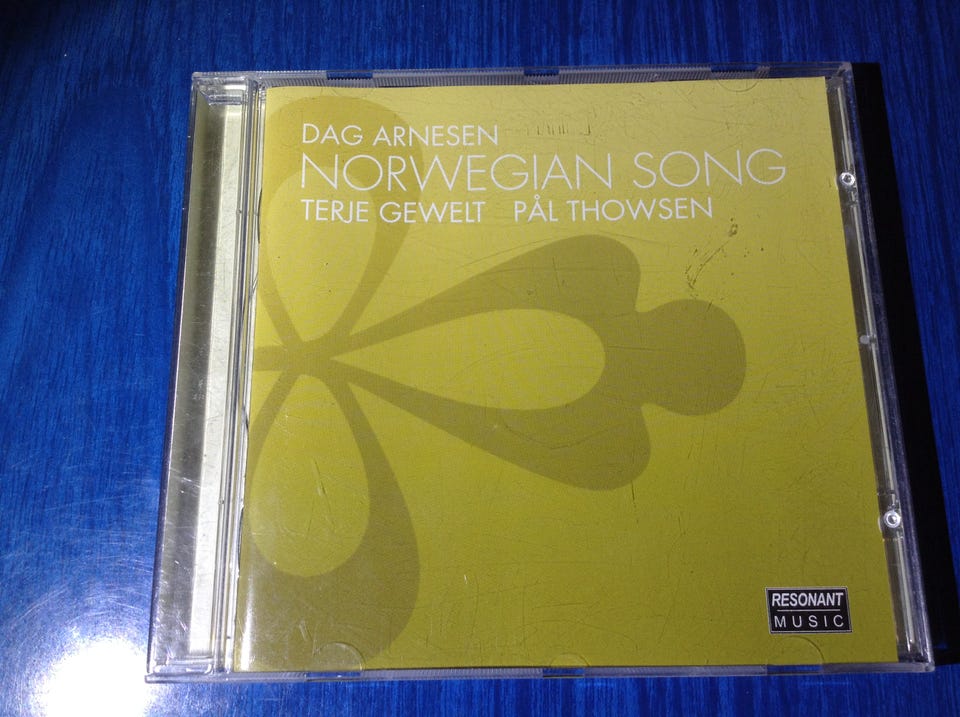 DAG ARNESEN
NORWEGIAN SONG
TERJE GEWELT PÅL THOWSEN
RESONANT
MUSIC